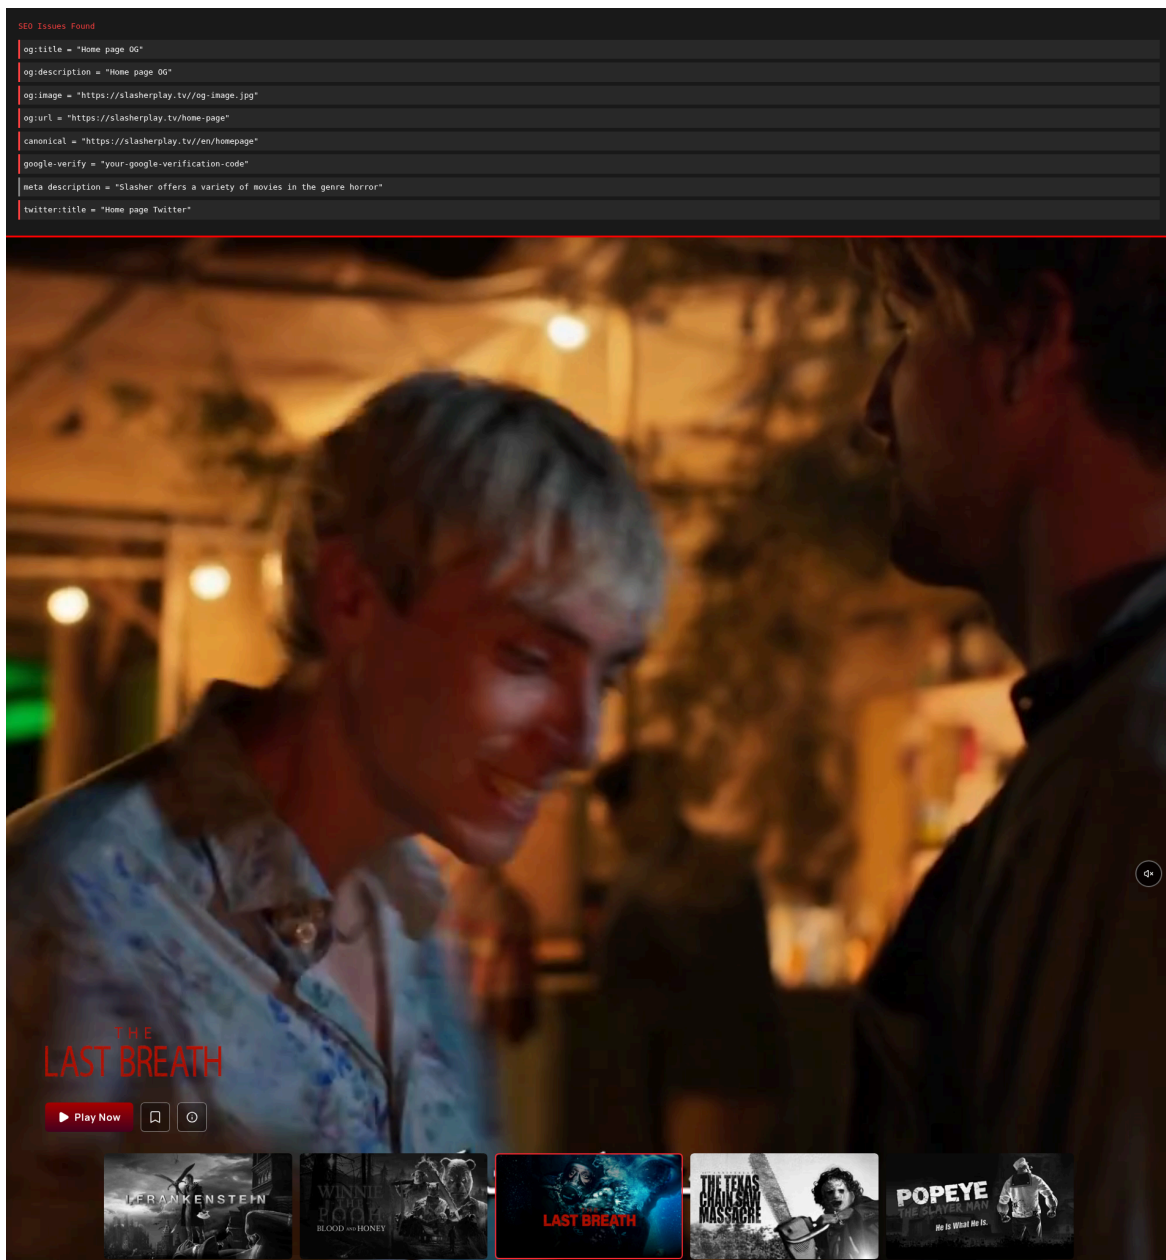 SEO Issues Found
og:title = "Home page OG"
og:description = "Home page OG"
og:image = "https://slasherplay.tv//og-image.jpg"
og:url = "https://slasherplay.tv/home-page"
canonical = "https://slasherplay.tv//en/homepage"
google-verify = "your-google-verification-code"
meta description = "Slasher offers a variety of movies in the genre horror"
twitter:title = "Home page Twitter"
THE
LAST BREATH
Play Now
I, FRANKENSTEIN
WINNIE
THE
POOH
BLOOD AND HONEY
LAST BREATH
THE TEXAS
CHAIN SAW
MASSACRE
POPEYE
THE SLAYER MAN
He Is What He Is.